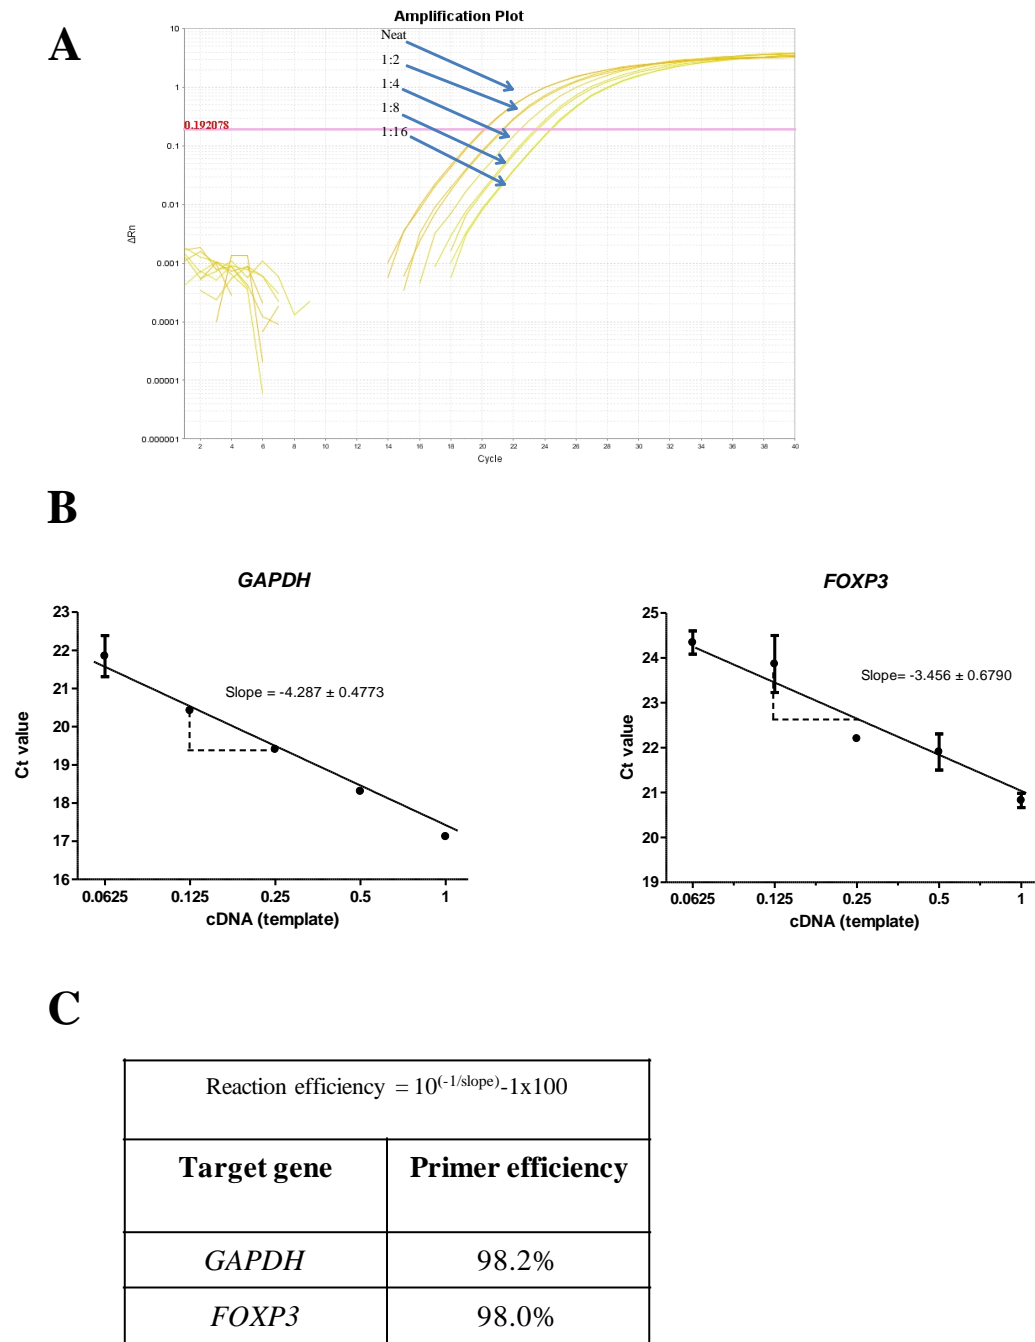 A
Amplification Plot
Neat
1:2
1:4
1:8
1:16
0.192078
10
1
0.1
0.01
0.001
0.0001
0.00001
0.000001
ΔRn
2 4 6 8 10 12 14 16 18 20 22 24 26 28 30 32 34 36 38 40
Cycle
B
GAPDH
23
22
21
20
19
18
17
16
Ct value
Slope = -4.287 ± 0.4773
0.0625 0.125 0.25 0.5 1
cDNA (template)
FOXP3
25
24
23
22
21
20
19
Ct value
Slope= -3.456 ± 0.6790
0.0625 0.125 0.25 0.5 1
cDNA (template)
C
Reaction efficiency = 10(-1/slope)-1x100
Target gene Primer efficiency
GAPDH 98.2%
FOXP3 98.0%